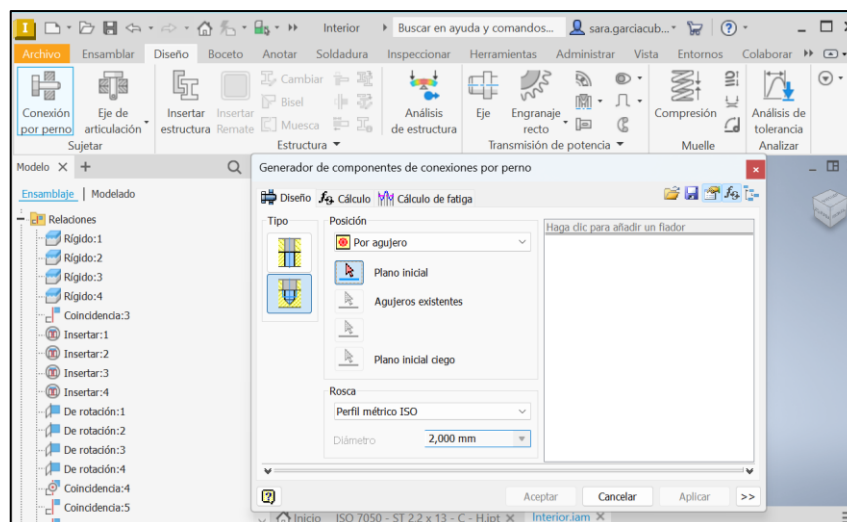 Interior
Buscar en ayuda y comandos...
sara.garciacub...
Archivo Ensamblar Diseño Boceto Anotar Soldadura Inspeccionar Herramientas Administrar Vista Entornos Colaborar
Conexión por perno
Eje de articulación
Sujetar
Insertar estructura
Insertar Remate
Cambiar
Bisel
Muesca
Estructura
Análisis de estructura
Eje
Engranaje recto
Transmisión de potencia
Compresión
Muelle
Análisis de tolerancia
Analizar
Modelo
Ensamblaje | Modelado
Relaciones
Rígido:1
Rígido:2
Rígido:3
Rígido:4
Coincidencia:3
Insertar:1
Insertar:2
Insertar:3
Insertar:4
De rotación:1
De rotación:2
De rotación:3
De rotación:4
Coincidencia:4
Coincidencia:5
Generador de componentes de conexiones por perno
Diseño Cálculo Cálculo de fatiga
Tipo
Posición
Por agujero
Plano inicial
Agujeros existentes
Plano inicial ciego
Rosca
Perfil métrico ISO
Diámetro 2,000 mm
Haga clic para añadir un fiador
Aceptar Cancelar Aplicar >>
Inicio ISO 7050 - ST 2.2 x 13 - C - H.ipt Interior.iam